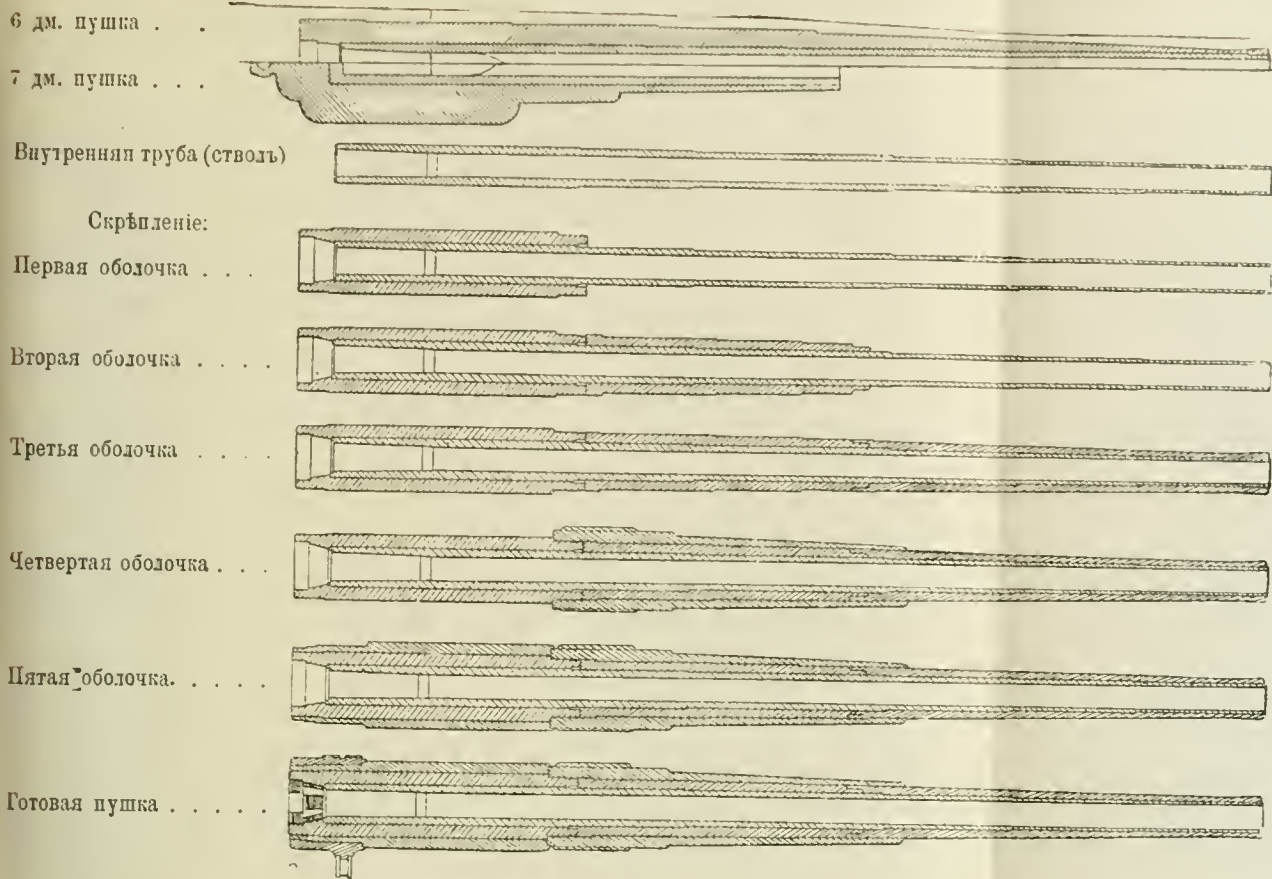 6 дм. пушка . .
7 дм. пушка . . .
Внутренняя труба (стволъ)
Скрѣпленіе:
Первая оболочка . . .
Вторая оболочка . . . .
Третья оболочка . . . .
Четвертая оболочка . . .
Пятая оболочка. . . . .
Готовая пушка . . . . .